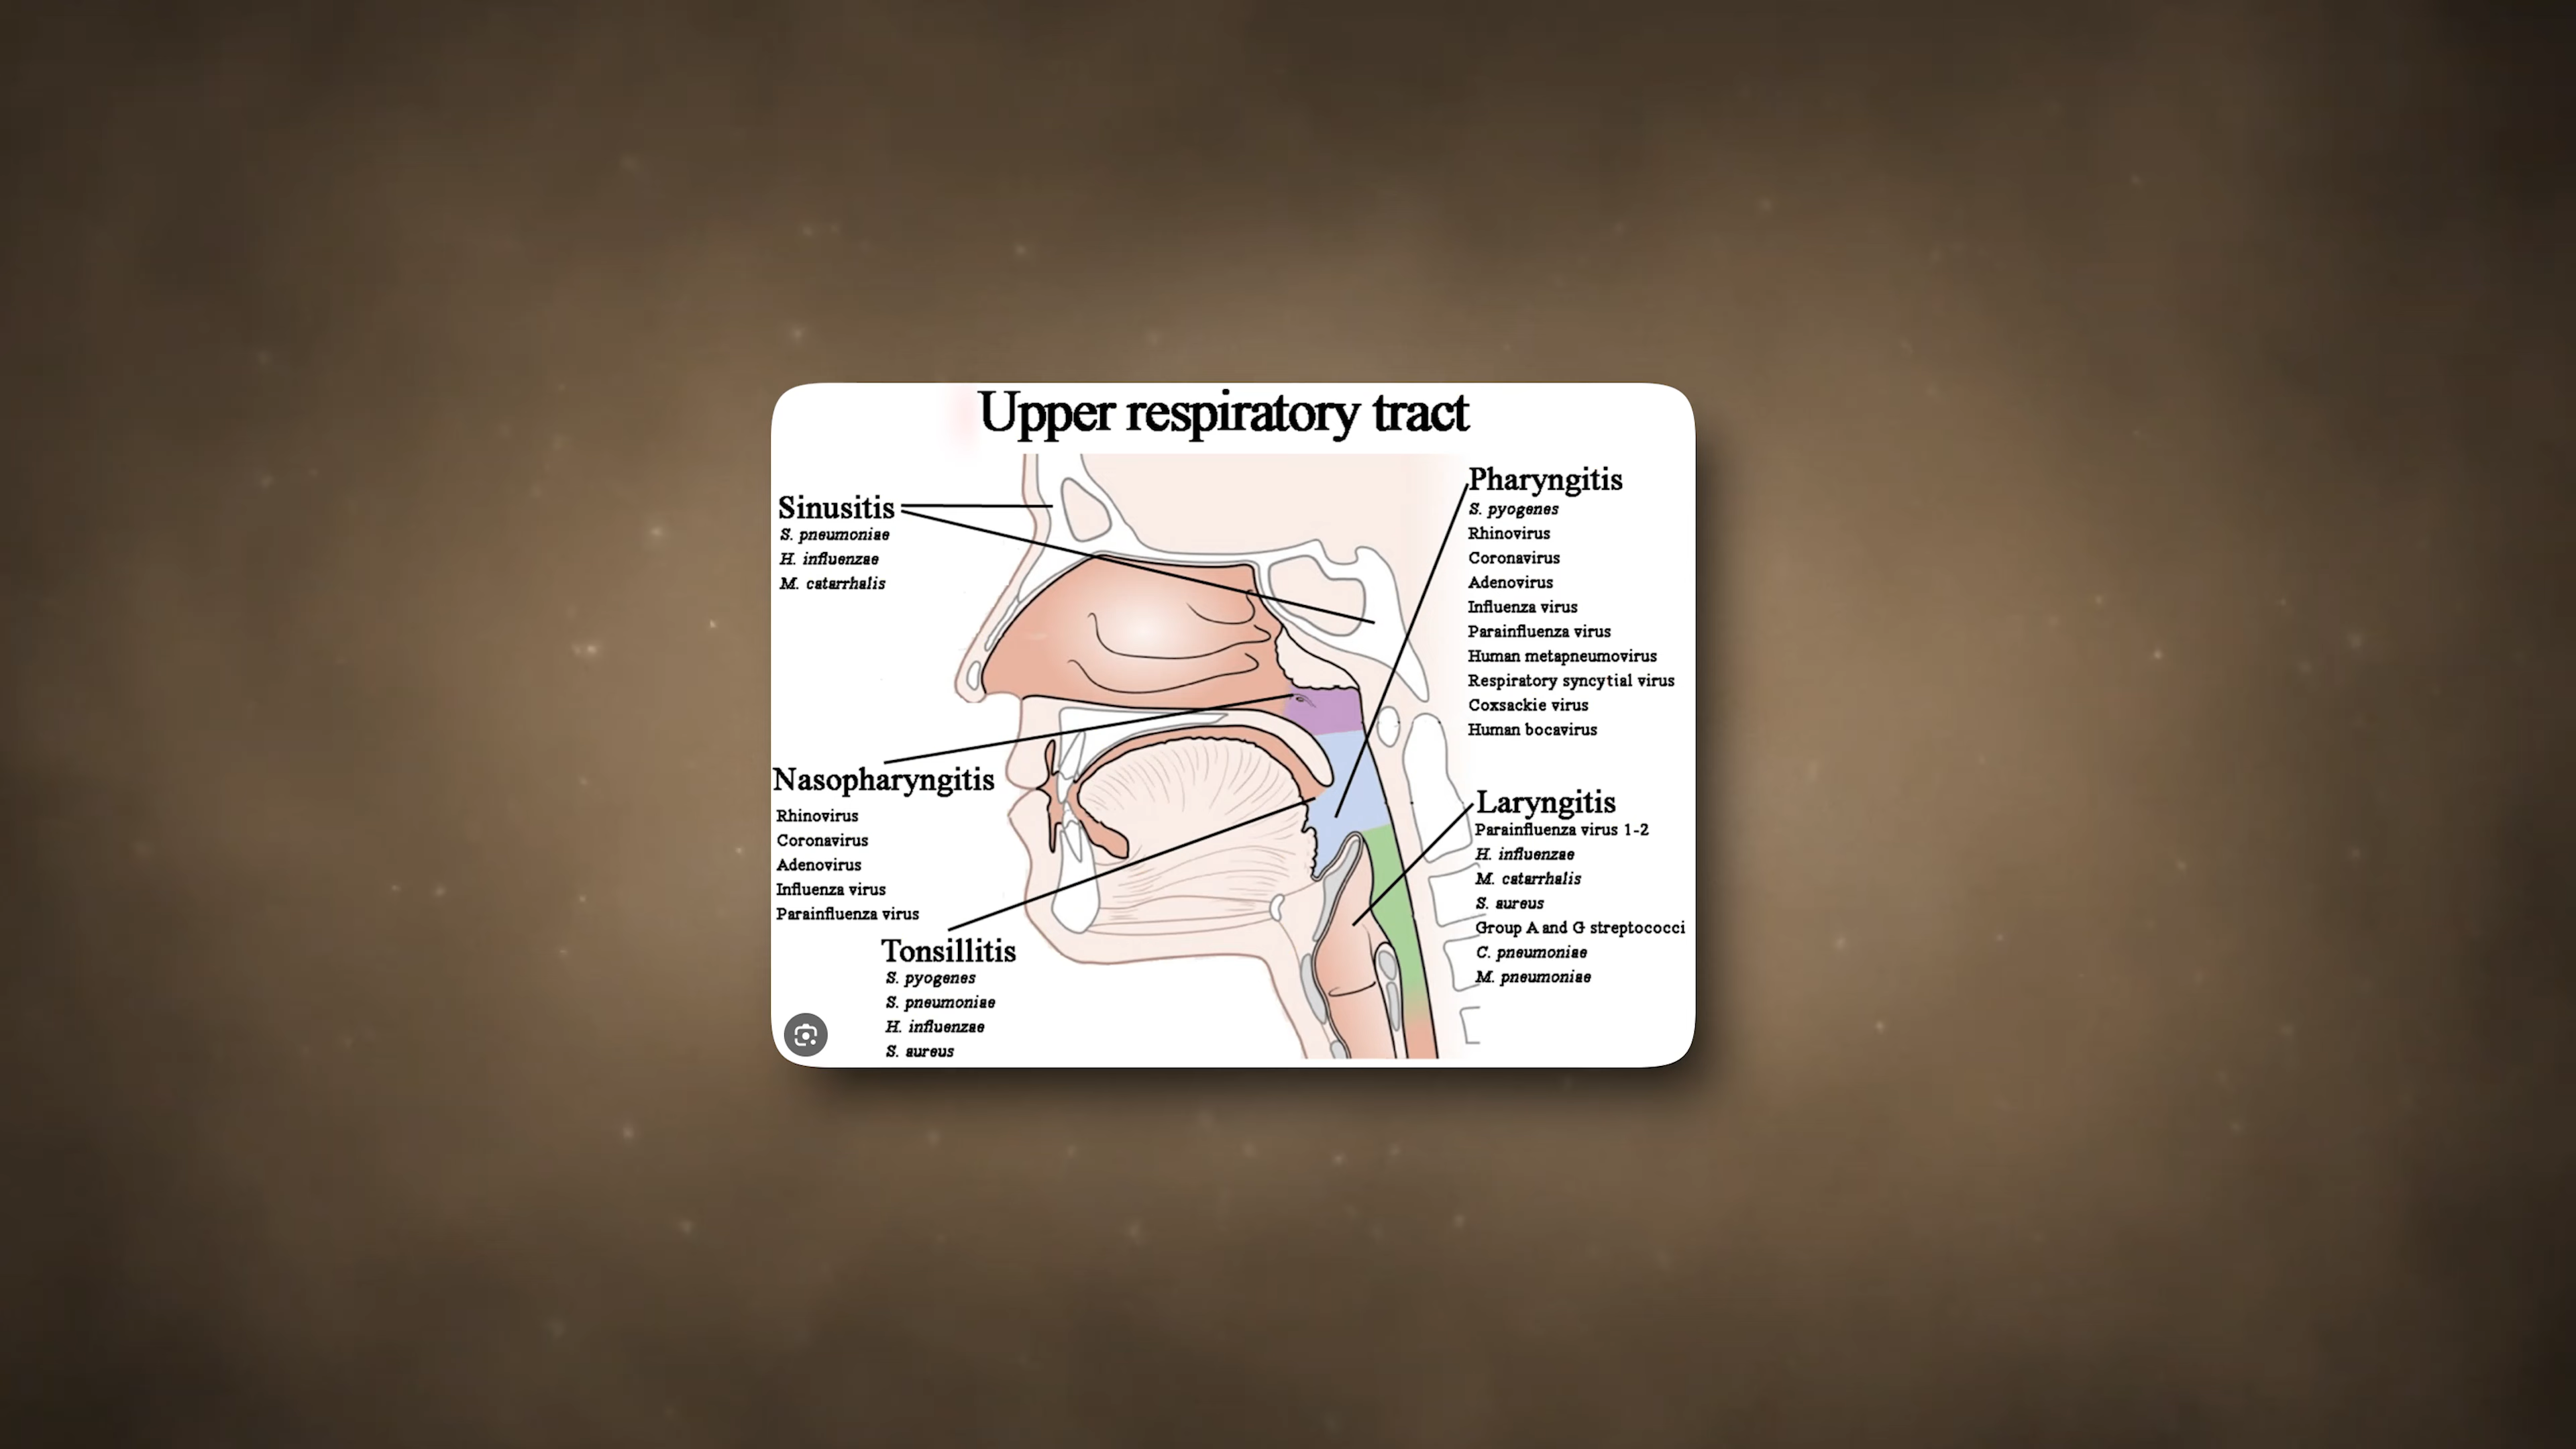 Upper respiratory tract
Sinusitis
S. pneumoniae
H. influenzae
M. catarrhalis
Nasopharyngitis
Rhinovirus
Coronavirus
Adenovirus
Influenza virus
Parainfluenza virus
Tonsillitis
S. pyogenes
S. pneumoniae
H. influenzae
S. aureus
Pharyngitis
S. pyogenes
Rhinovirus
Coronavirus
Adenovirus
Influenza virus
Parainfluenza virus
Human metapneumovirus
Respiratory syncytial virus
Coxsackie virus
Human bocavirus
Laryngitis
Parainfluenza virus 1-2
H. influenzae
M. catarrhalis
S. aureus
Group A and G streptococci
C. pneumoniae
M. pneumoniae